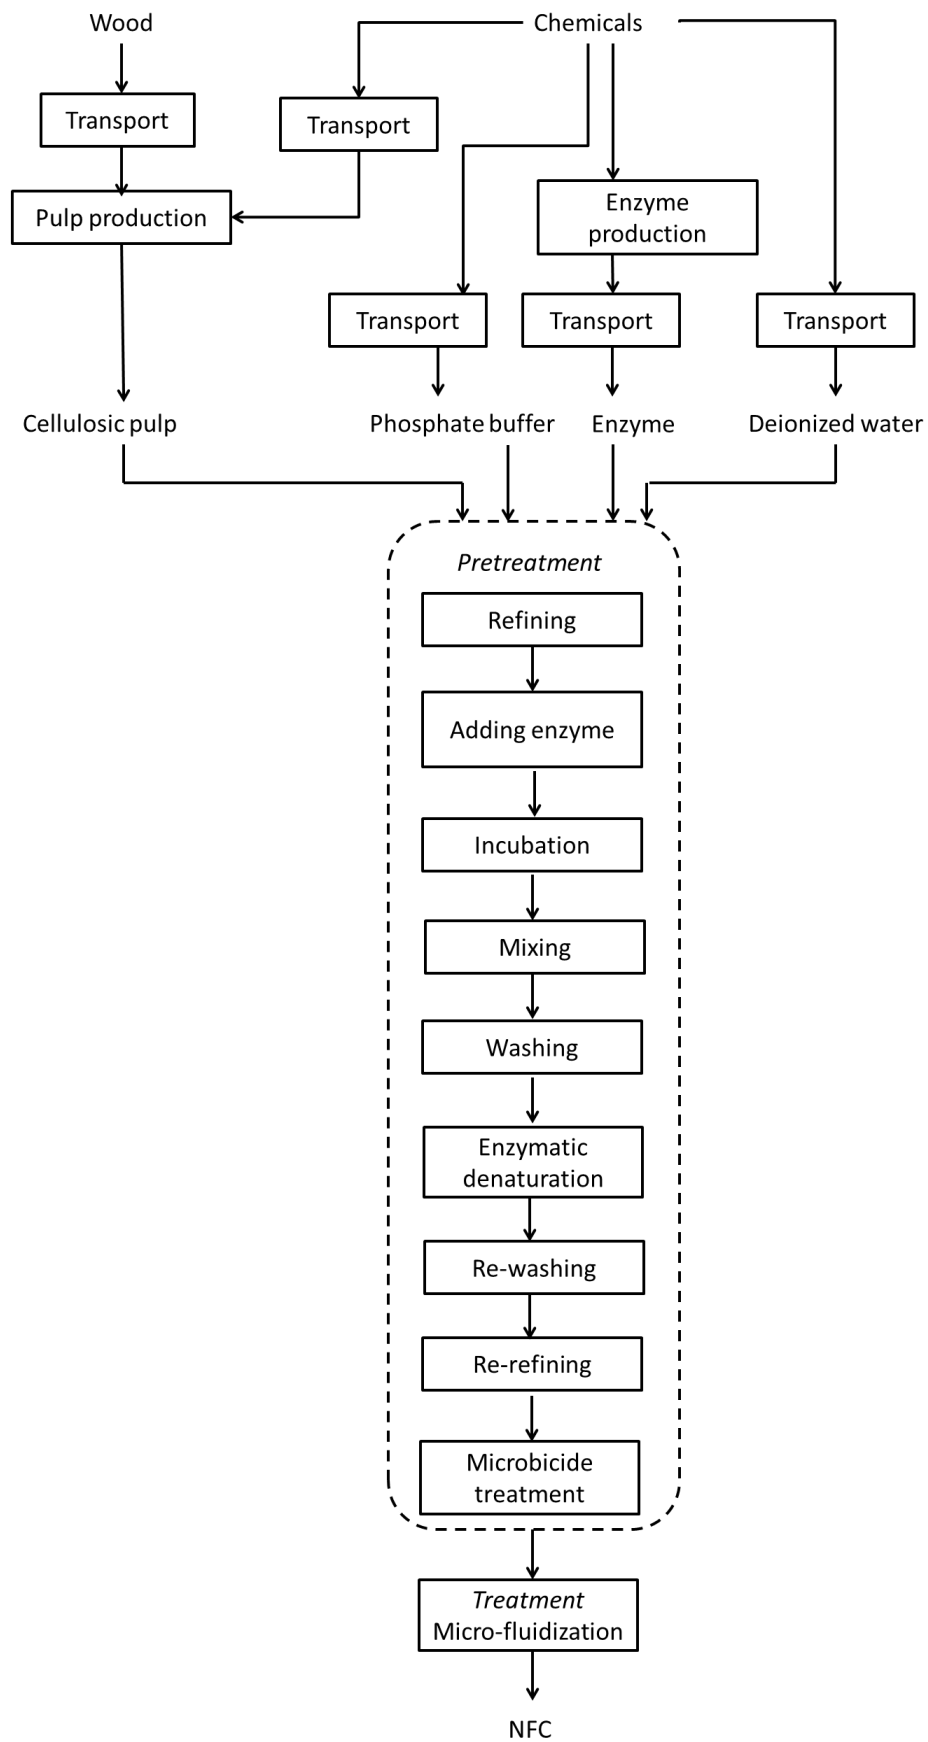 Wood
Chemicals
Transport
Transport
Pulp production
Enzyme
production
Transport
Transport
Transport
Cellulosic pulp
Phosphate buffer
Enzyme
Deionized water
Pretreatment
Refining
Adding enzyme
Incubation
Mixing
Washing
Enzymatic
denaturation
Re-washing
Re-refining
Microbicide
treatment
Treatment
Micro-fluidization
NFC